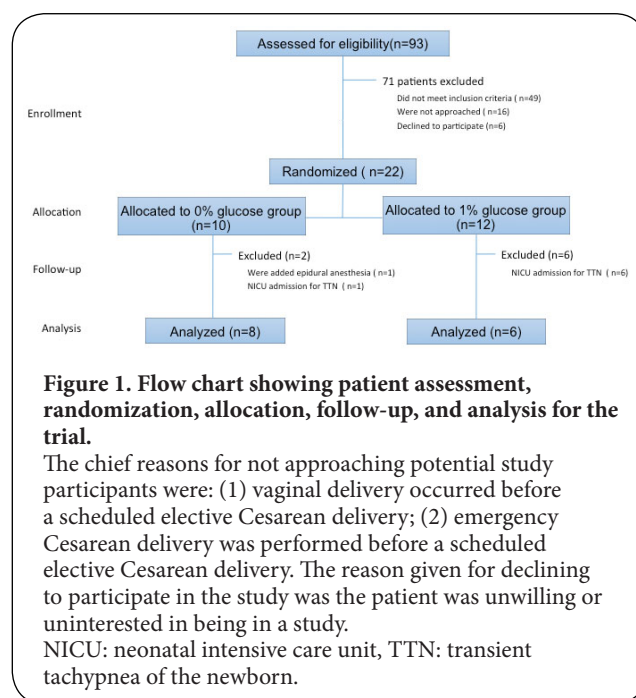 Assessed for eligibility(n=93)
71 patients excluded
Did not meet inclusion criteria ( n=49)
Were not approached ( n=16)
Declined to participate (n=6)
Enrollment
Randomized ( n=22)
Allocation
Allocated to 0% glucose group
(n=10)
Allocated to 1% glucose group
(n=12)
Follow-up
Excluded (n=2)
Were added epidural anesthesia ( n=1)
NICU admission for TTN ( n=1)
Excluded (n=6)
NICU admission for TTN ( n=6)
Analysis
Analyzed (n=8)
Analyzed (n=6)
Figure 1. Flow chart showing patient assessment,
randomization, allocation, follow-up, and analysis for the
trial.
The chief reasons for not approaching potential study
participants were: (1) vaginal delivery occurred before
a scheduled elective Cesarean delivery; (2) emergency
Cesarean delivery was performed before a scheduled
elective Cesarean delivery. The reason given for declining
to participate in the study was the patient was unwilling or
uninterested in being in a study.
NICU: neonatal intensive care unit, TTN: transient
tachypnea of the newborn.